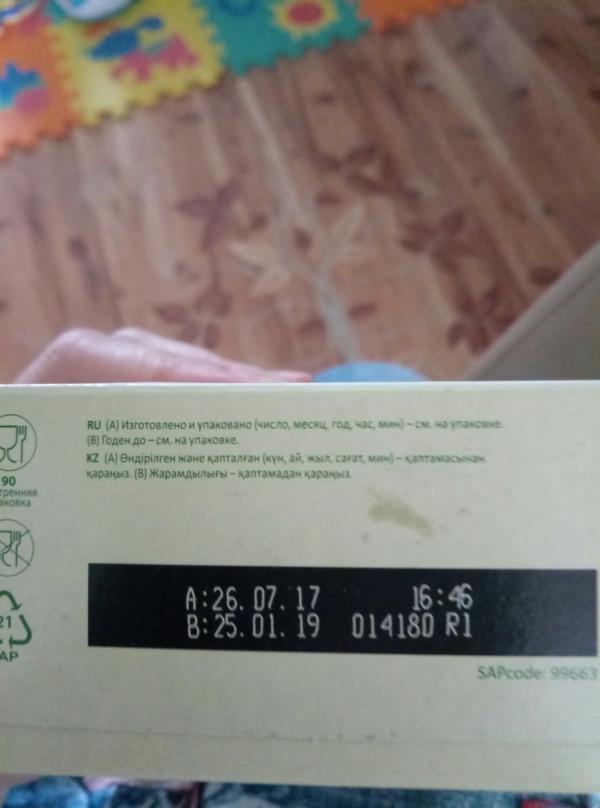 RU (A) Изготовлено и упаковано (число, месяц, год, час, мин) – см. на упаковке.
(B) Годен до – см. на упаковке.
KZ (A) Өндірілген және қапталған (күн, ай, жыл, сағат, мин) – қаптамасынан
қараңыз. (B) Жарамдылығы – қаптамадан қараңыз.
90
тренняя
аковка
21
AP
A:26. 07. 17 16:46
B:25. 01. 19 014180 R1
SAPcode: 99663